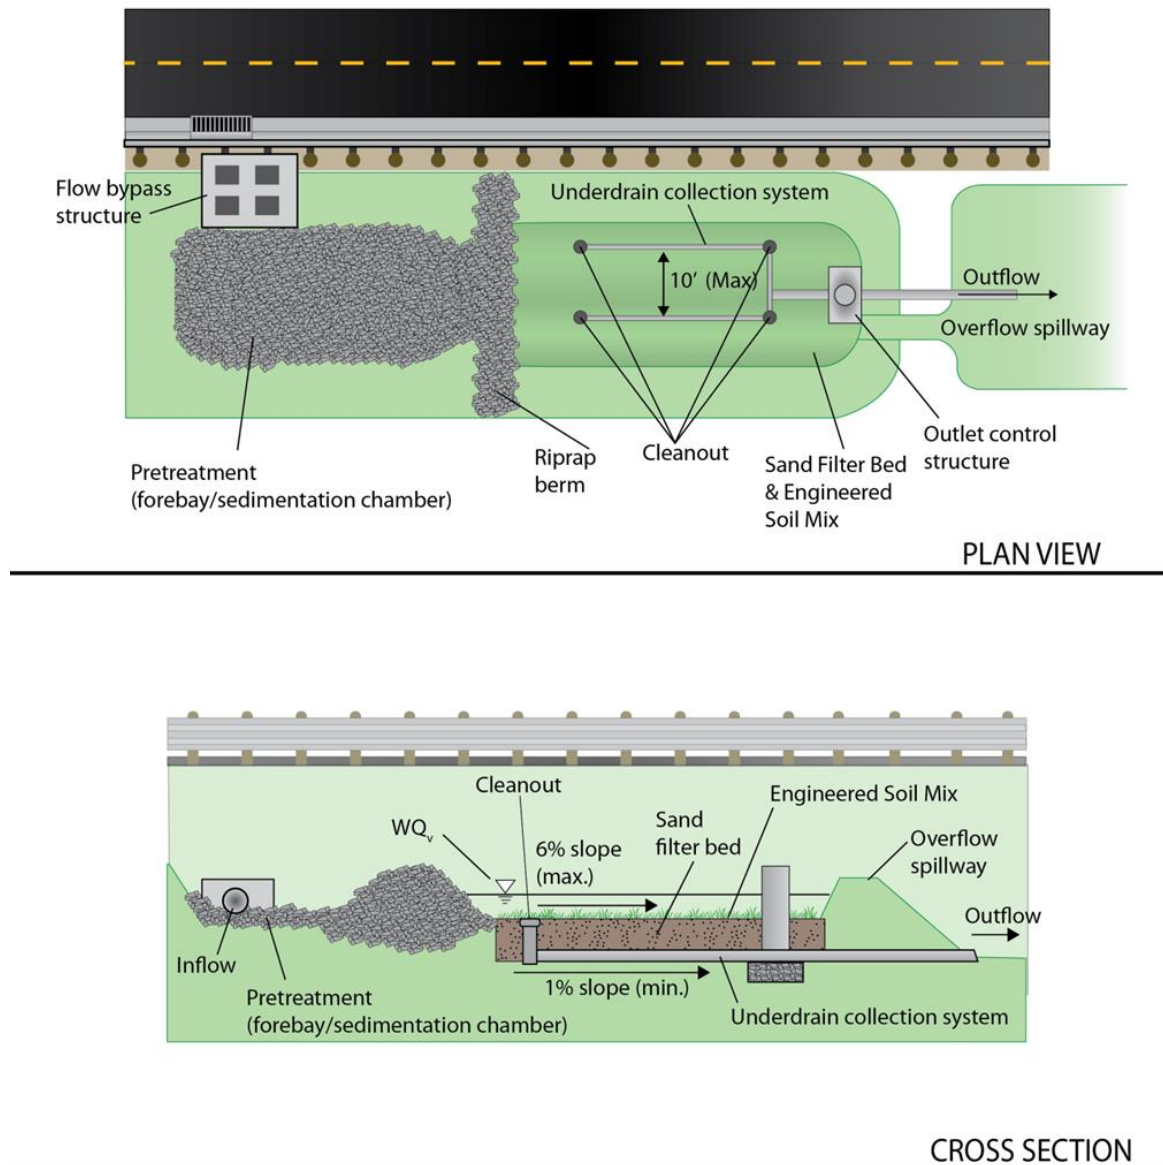 Flow bypass
structure
Underdrain collection system
10’ (Max)
Outflow
Overflow spillway
Pretreatment
(forebay/sedimentation chamber)
Riprap
berm
Cleanout
Sand Filter Bed
& Engineered
Soil Mix
Outlet control
structure
PLAN VIEW
Cleanout
WQv
6% slope
(max.)
Sand
filter bed
Engineered Soil Mix
Overflow
spillway
Outflow
Inflow
Pretreatment
(forebay/sedimentation chamber)
1% slope (min.)
Underdrain collection system
CROSS SECTION